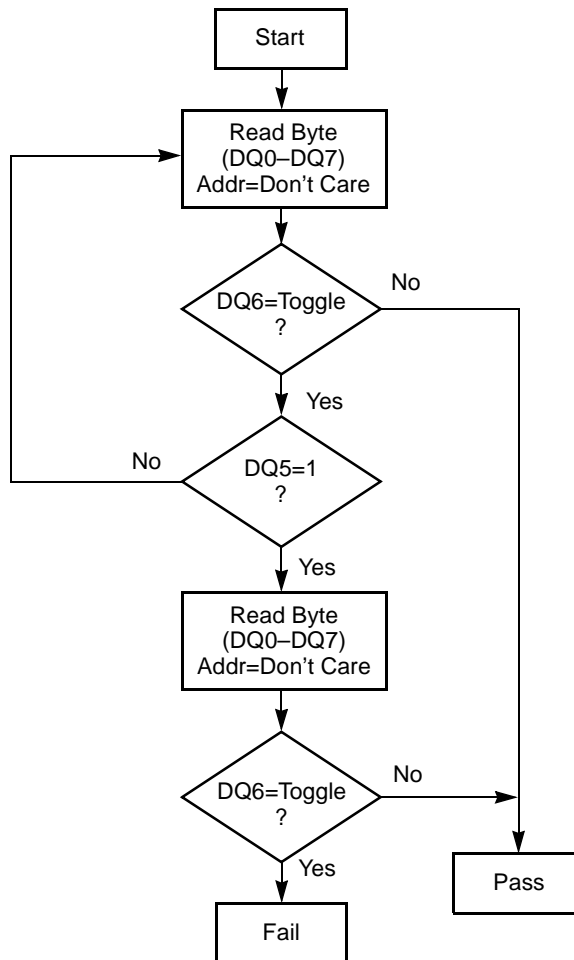 Start
Read Byte
(DQ0–DQ7)
Addr=Don't Care
DQ6=Toggle
?
No
Yes
DQ5=1
?
No
Yes
Read Byte
(DQ0–DQ7)
Addr=Don't Care
DQ6=Toggle
?
No
Yes
Pass
Fail